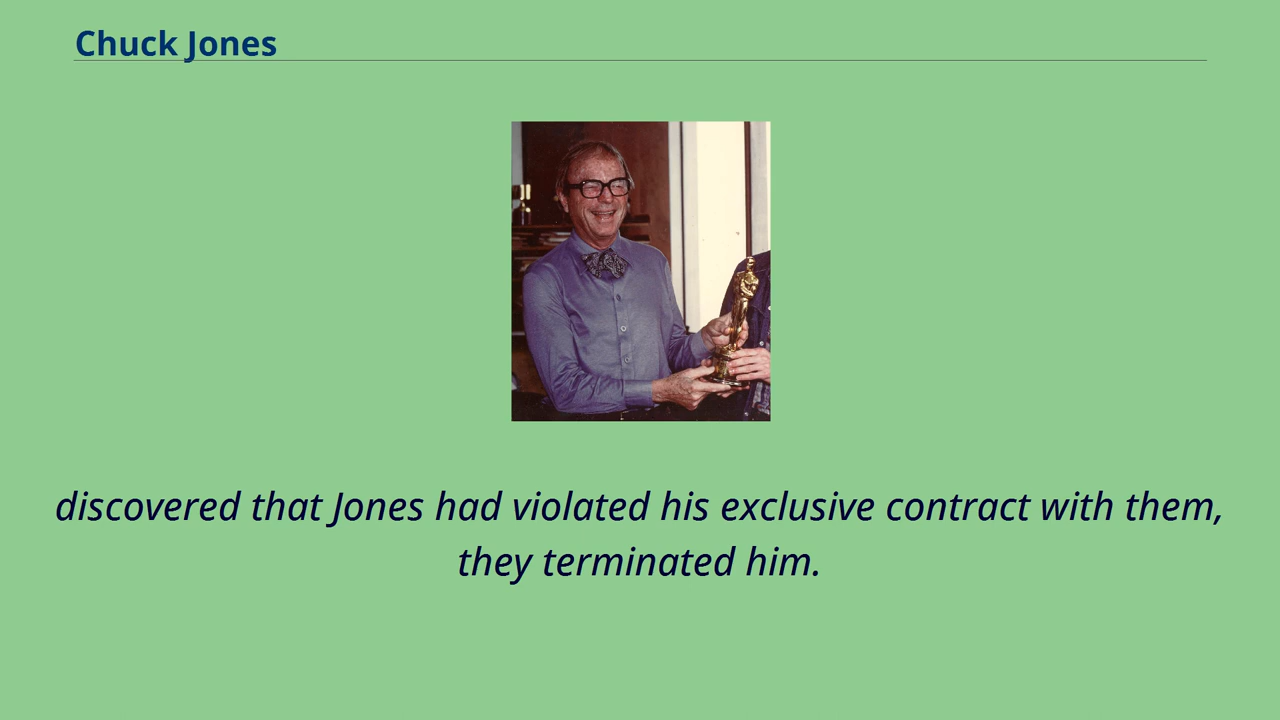 Chuck Jones
discovered that Jones had violated his exclusive contract with them,
they terminated him.